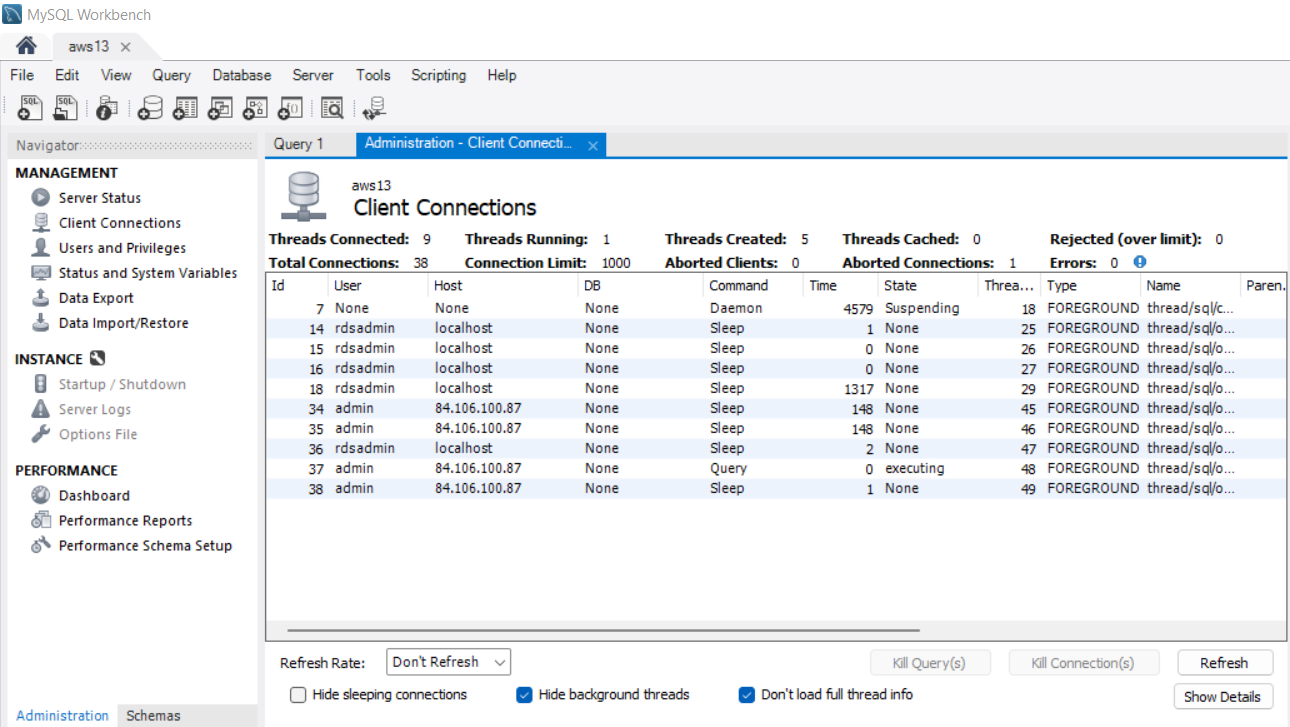 MySQL Workbench
aws13
File Edit View Query Database Server Tools Scripting Help
SQL SQL
Navigator
MANAGEMENT
Server Status
Client Connections
Users and Privileges
Status and System Variables
Data Export
Data Import/Restore
INSTANCE
Startup / Shutdown
Server Logs
Options File
PERFORMANCE
Dashboard
Performance Reports
Performance Schema Setup
Administration Schemas
Query 1 Administration - Client Connecti...
aws13
Client Connections
Threads Connected: 9 Threads Running: 1 Threads Created: 5 Threads Cached: 0 Rejected (over limit): 0
Total Connections: 38 Connection Limit: 1000 Aborted Clients: 0 Aborted Connections: 1 Errors: 0
Id User Host DB Command Time State Threa... Type Name Paren.
7 None None None Daemon 4579 Suspending 18 FOREGROUND thread/sql/c...
14 rdsadmin localhost None Sleep 1 None 25 FOREGROUND thread/sql/o...
15 rdsadmin localhost None Sleep 0 None 26 FOREGROUND thread/sql/o...
16 rdsadmin localhost None Sleep 0 None 27 FOREGROUND thread/sql/o...
18 rdsadmin localhost None Sleep 1317 None 29 FOREGROUND thread/sql/o...
34 admin 84.106.100.87 None Sleep 148 None 45 FOREGROUND thread/sql/o...
35 admin 84.106.100.87 None Sleep 148 None 46 FOREGROUND thread/sql/o...
36 rdsadmin localhost None Sleep 2 None 47 FOREGROUND thread/sql/o...
37 admin 84.106.100.87 None Query 0 executing 48 FOREGROUND thread/sql/o...
38 admin 84.106.100.87 None Sleep 1 None 49 FOREGROUND thread/sql/o...
Refresh Rate: Don't Refresh Kill Query(s) Kill Connection(s) Refresh
Hide sleeping connections Hide background threads Don't load full thread info Show Details